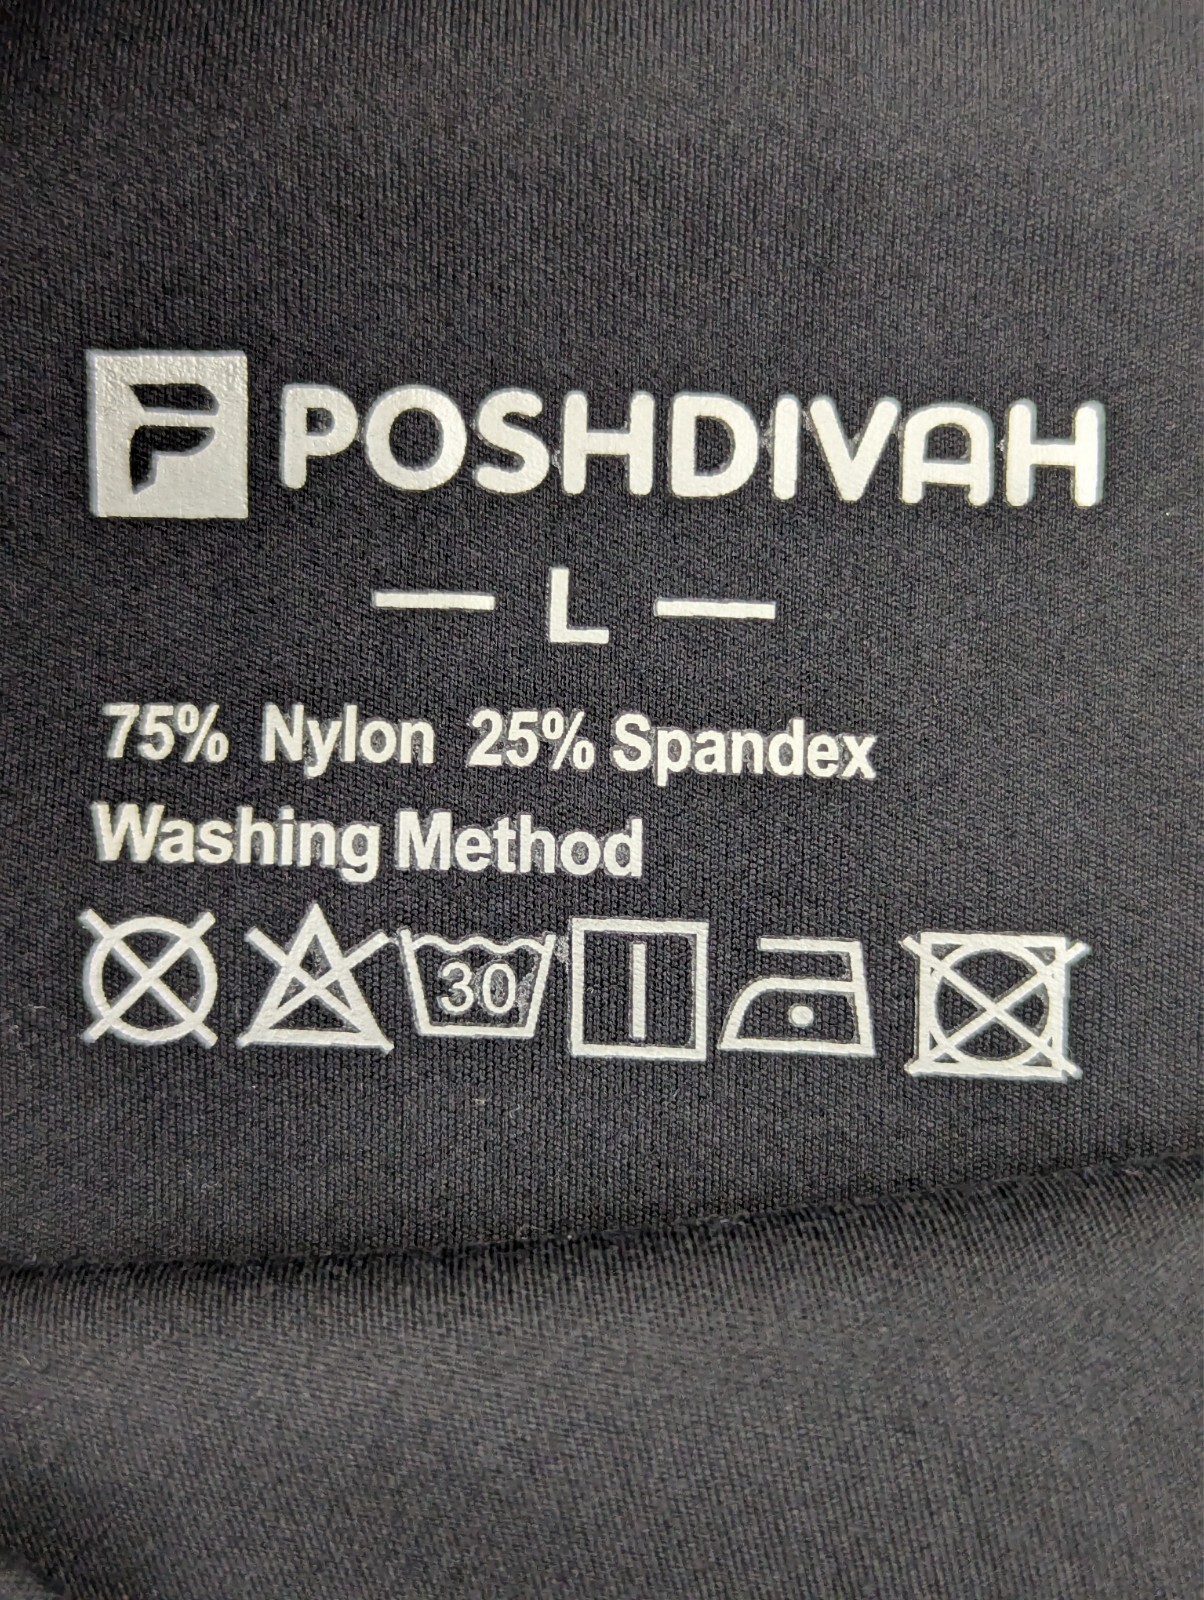 POSHDIVAH
— L —
75% Nylon 25% Spandex
Washing Method
30